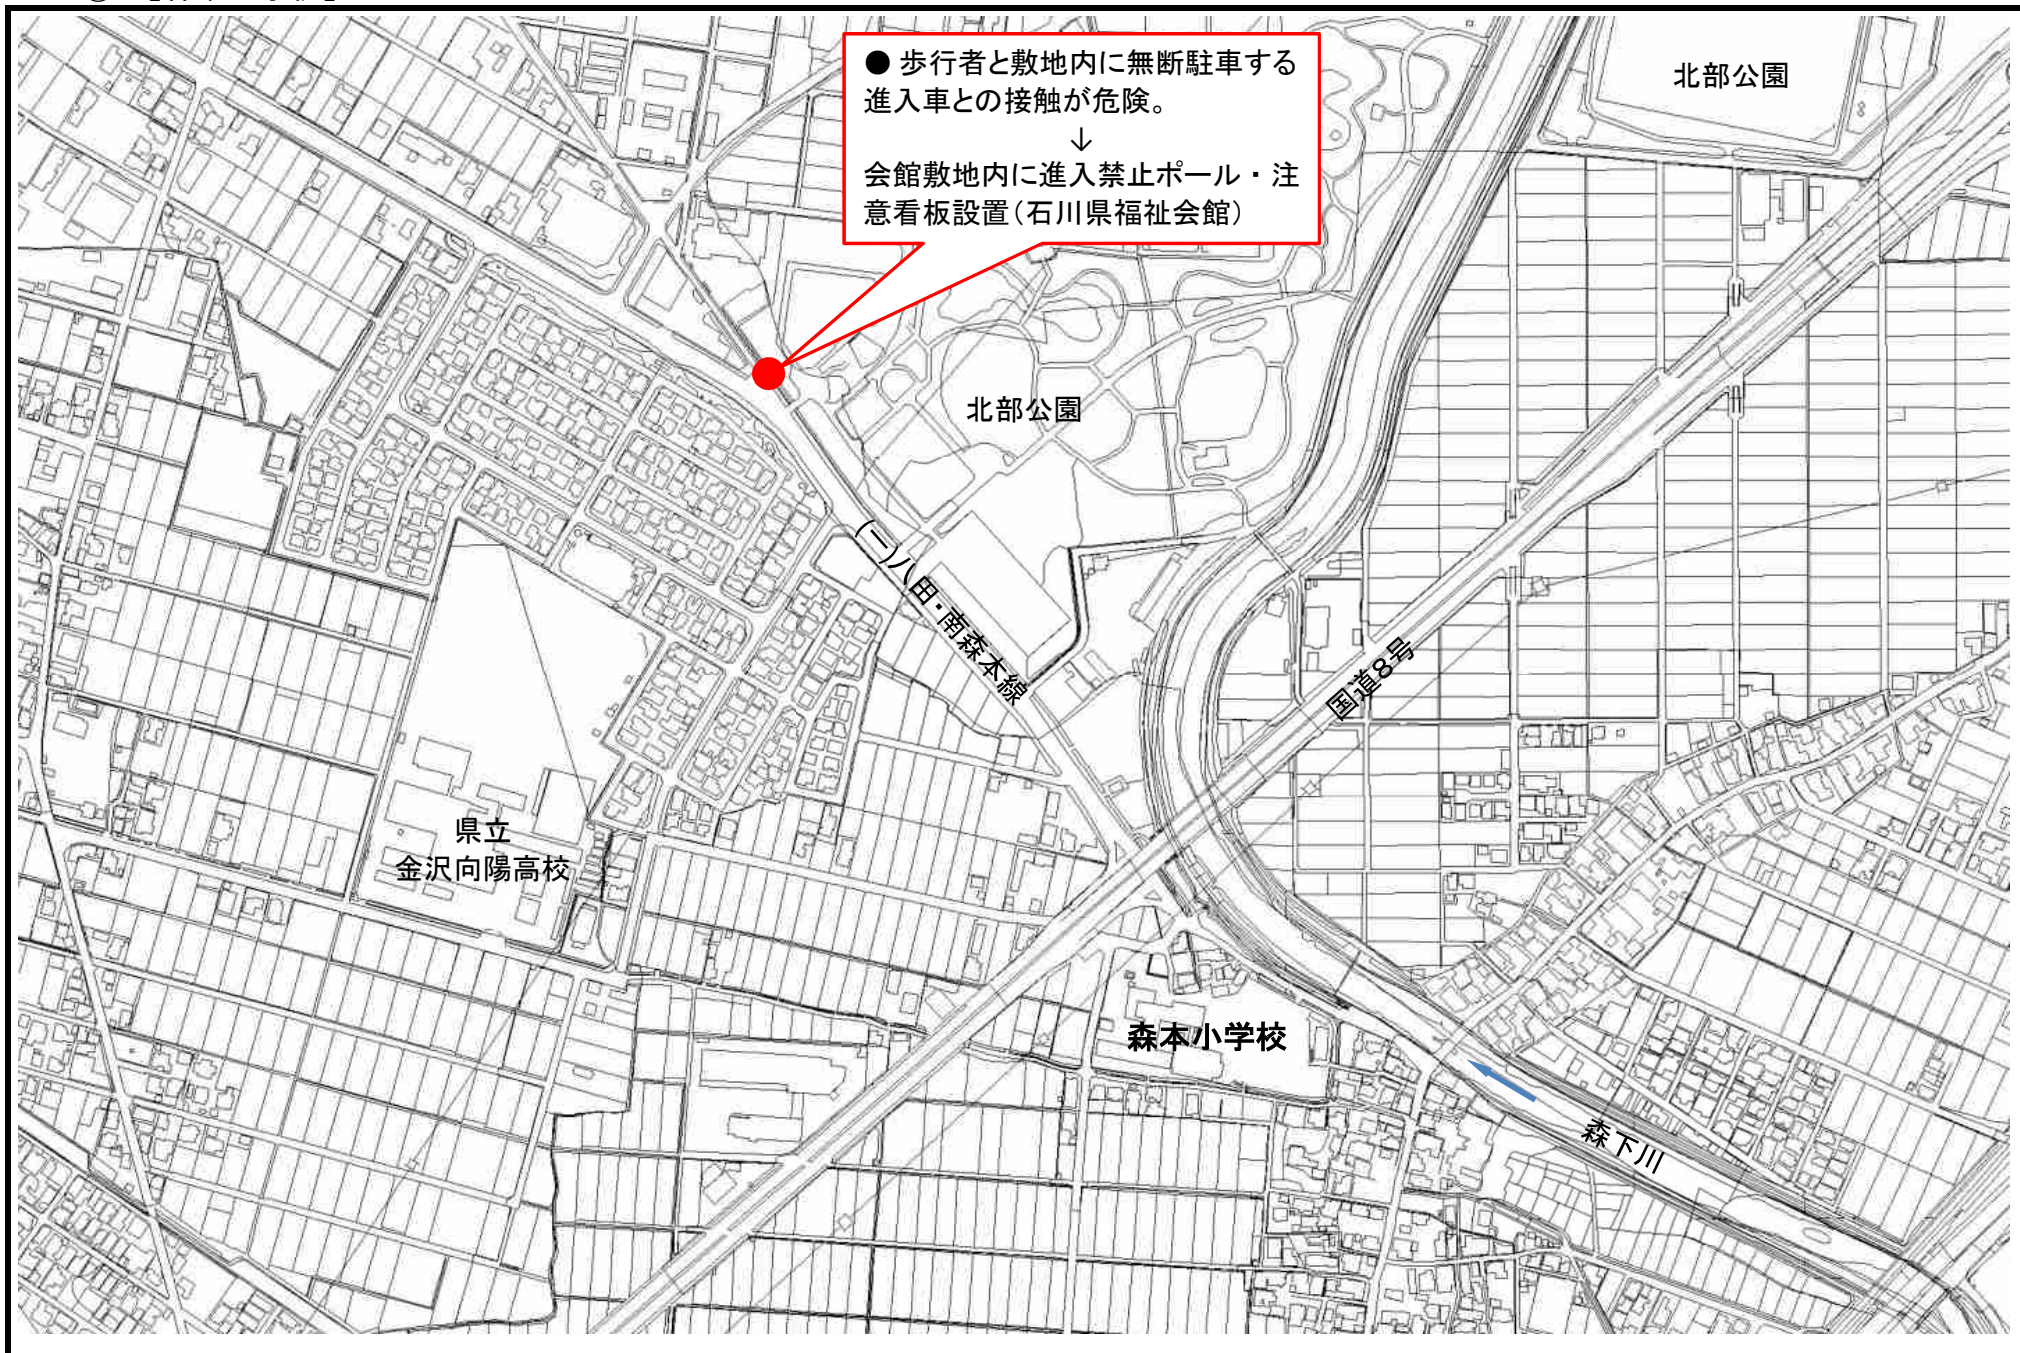 ● 歩行者と敷地内に無断駐車する
進入車との接触が危険。
↓
会館敷地内に進入禁止ポール・注
意看板設置（石川県福祉会館）
北部公園
北部公園
(一)八田・南森本線
国道8号
県立
金沢向陽高校
森本小学校
森下川